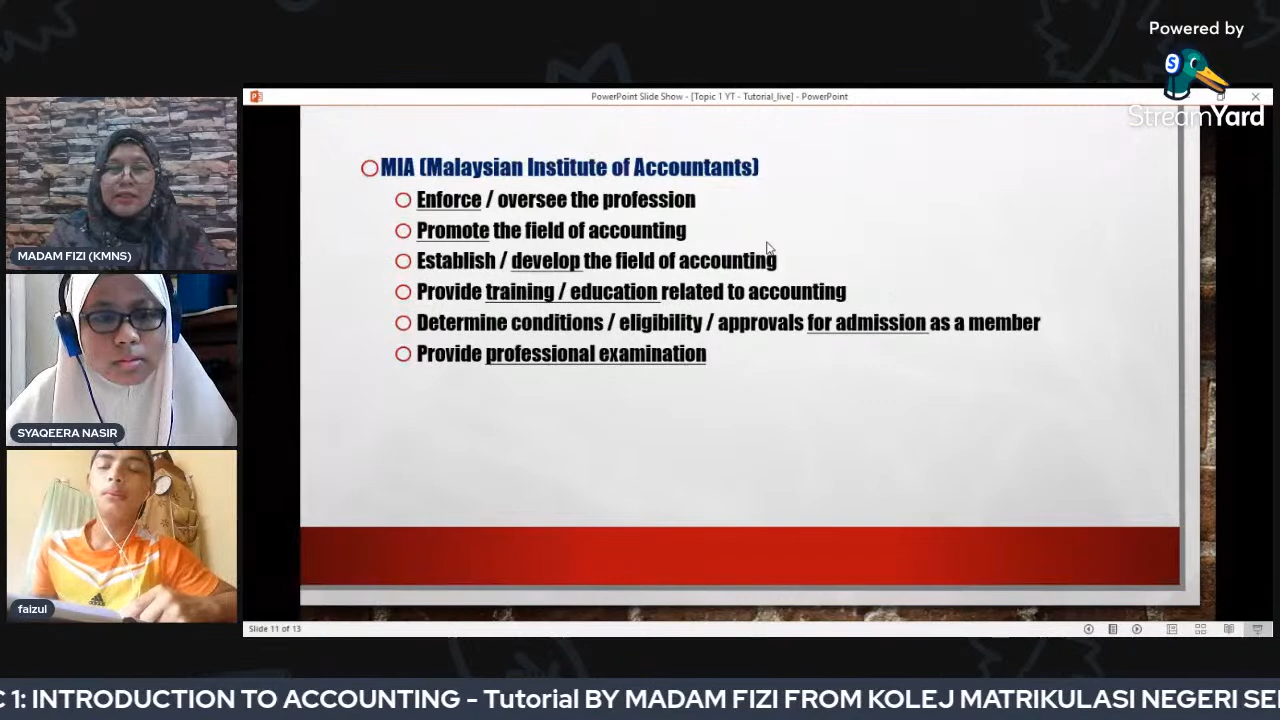 Powered by
StreamYard
PowerPoint Slide Show - [Topic 1 YT - Tutorial_live] - PowerPoint
MADAM FIZI (KMNS)
SYAQEERA NASIR
faizul
MIA (Malaysian Institute of Accountants)
Enforce / oversee the profession
Promote the field of accounting
Establish / develop the field of accounting
Provide training / education related to accounting
Determine conditions / eligibility / approvals for admission as a member
Provide professional examination
Slide 11 of 13
C 1: INTRODUCTION TO ACCOUNTING - Tutorial BY MADAM FIZI FROM KOLEJ MATRIKULASI NEGERI SE